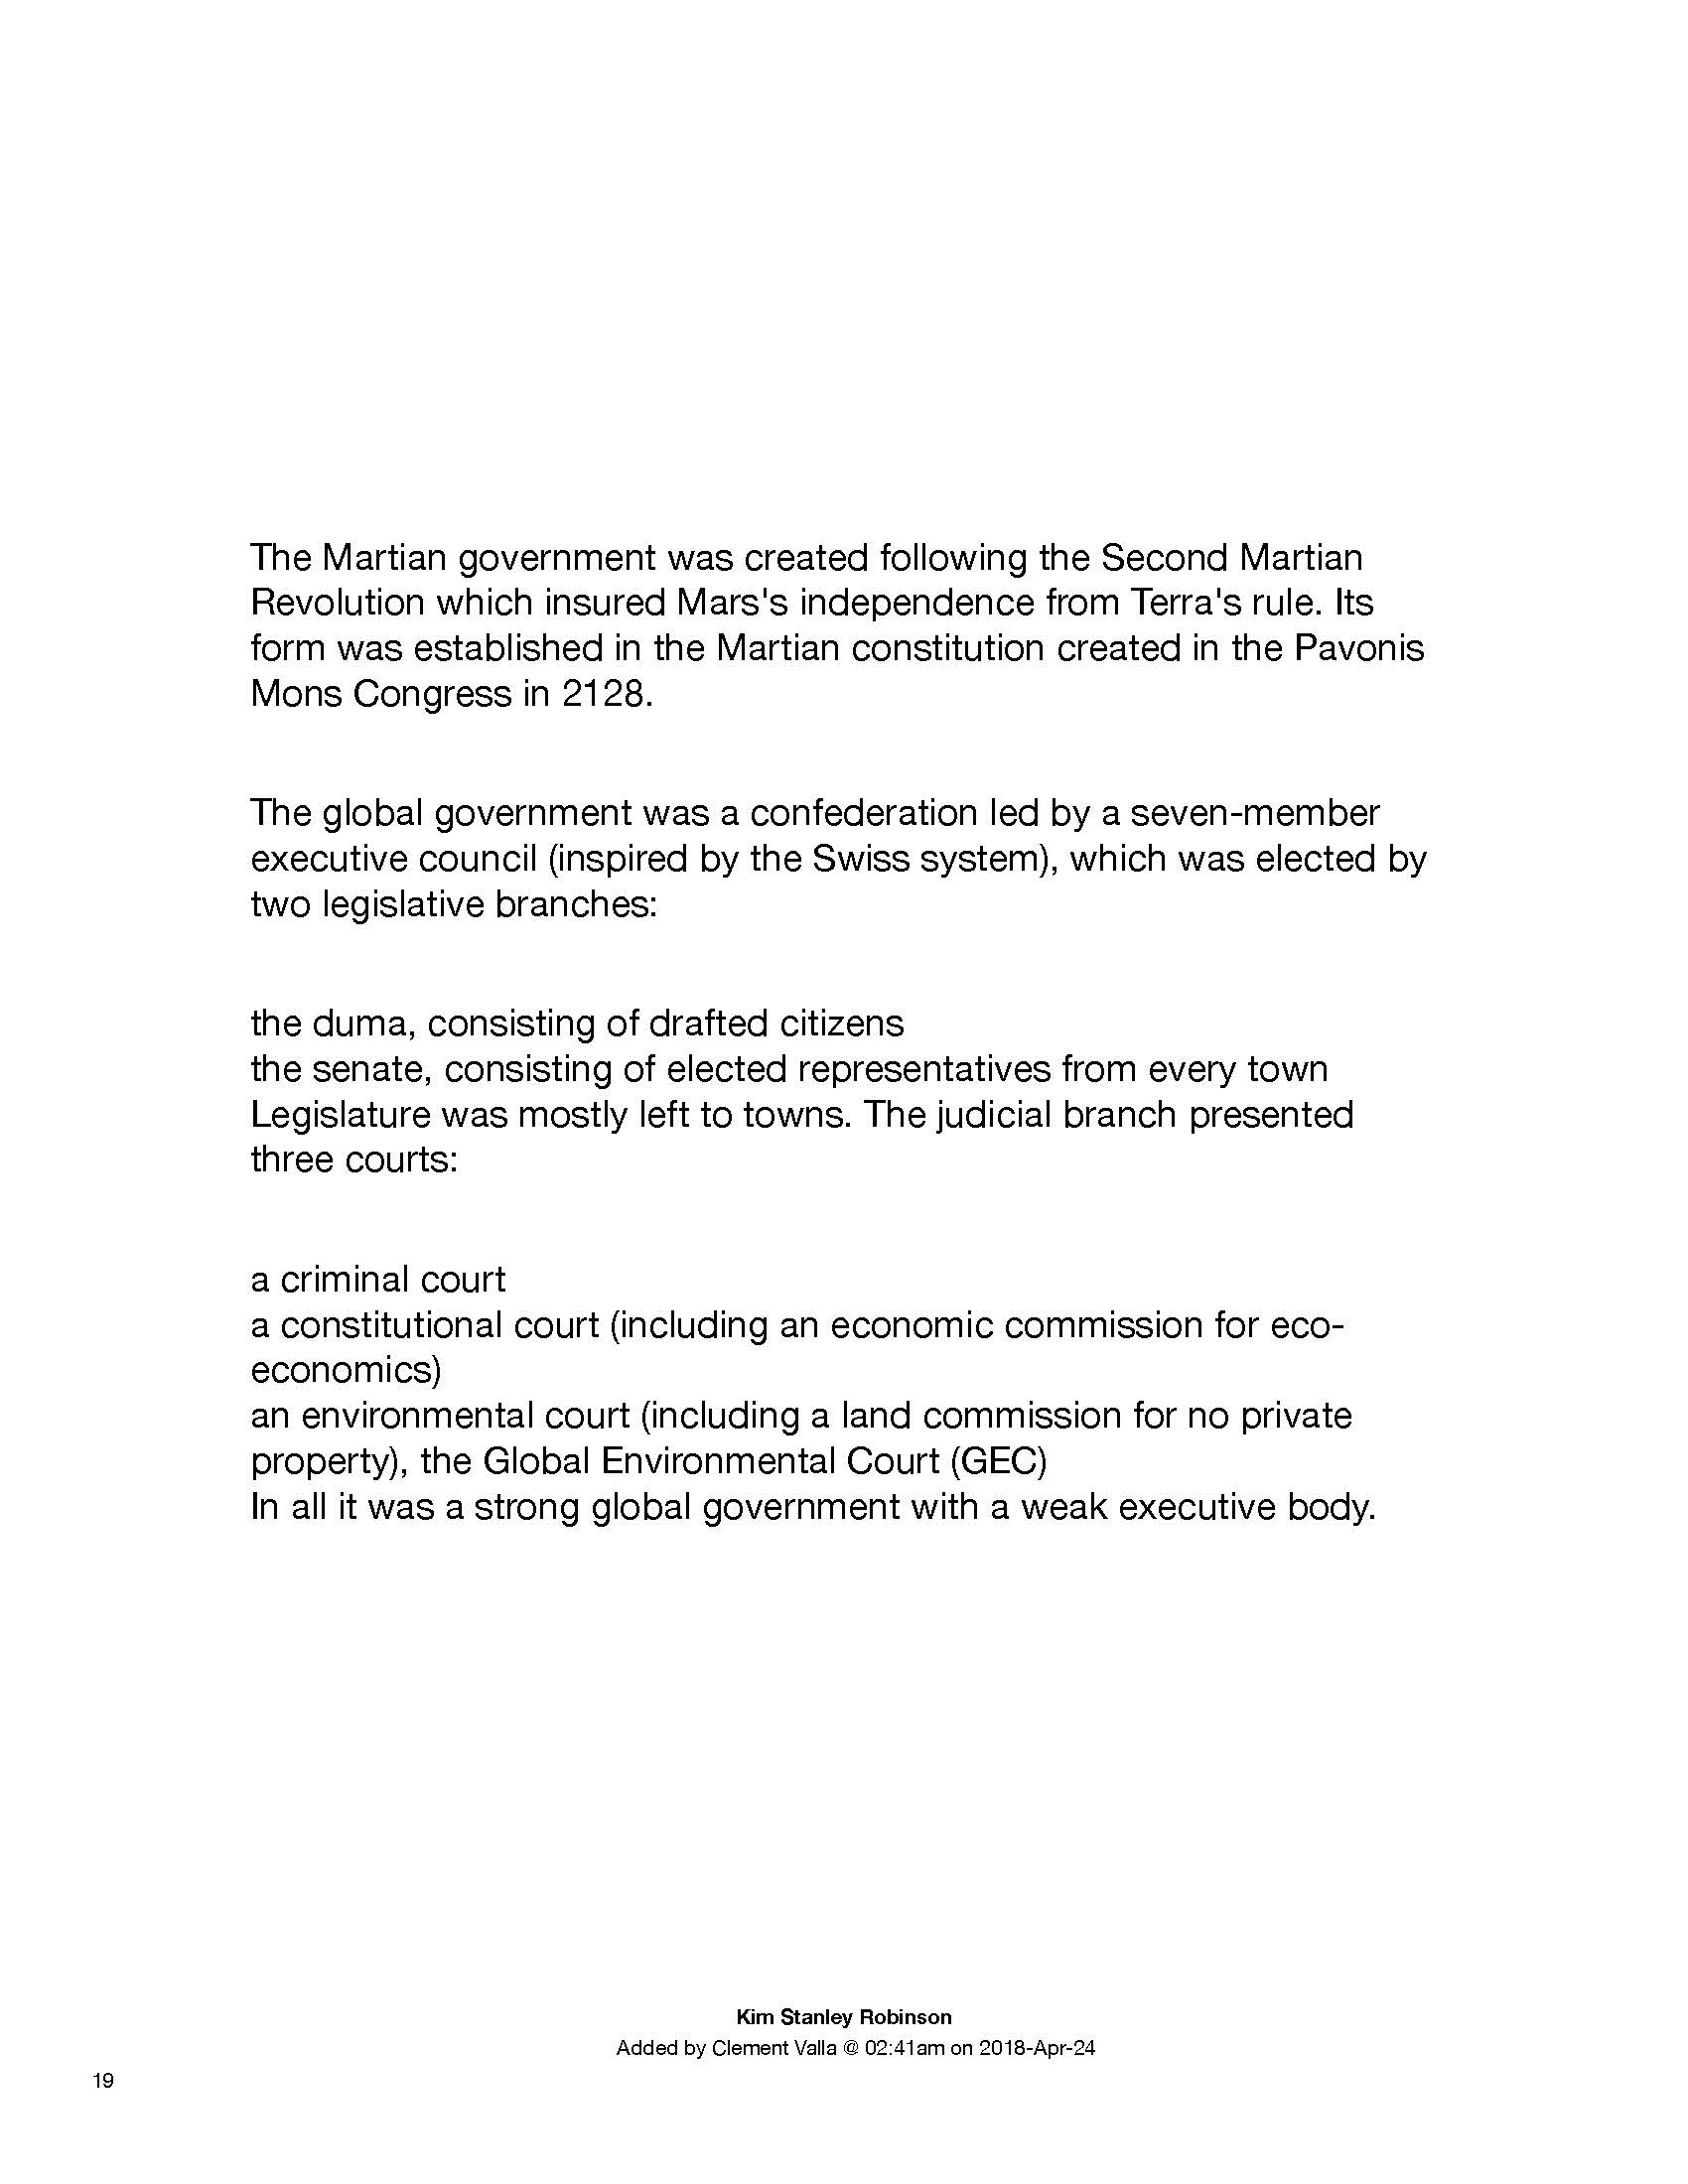 The Martian government was created following the Second Martian
Revolution which insured Mars's independence from Terra's rule. Its
form was established in the Martian constitution created in the Pavonis
Mons Congress in 2128.
The global government was a confederation led by a seven-member
executive council (inspired by the Swiss system), which was elected by
two legislative branches:
the duma, consisting of drafted citizens
the senate, consisting of elected representatives from every town
Legislature was mostly left to towns. The judicial branch presented
three courts:
a criminal court
a constitutional court (including an economic commission for eco-
economics)
an environmental court (including a land commission for no private
property), the Global Environmental Court (GEC)
In all it was a strong global government with a weak executive body.
Kim Stanley Robinson
Added by Clement Valla @ 02:41am on 2018-Apr-24
19